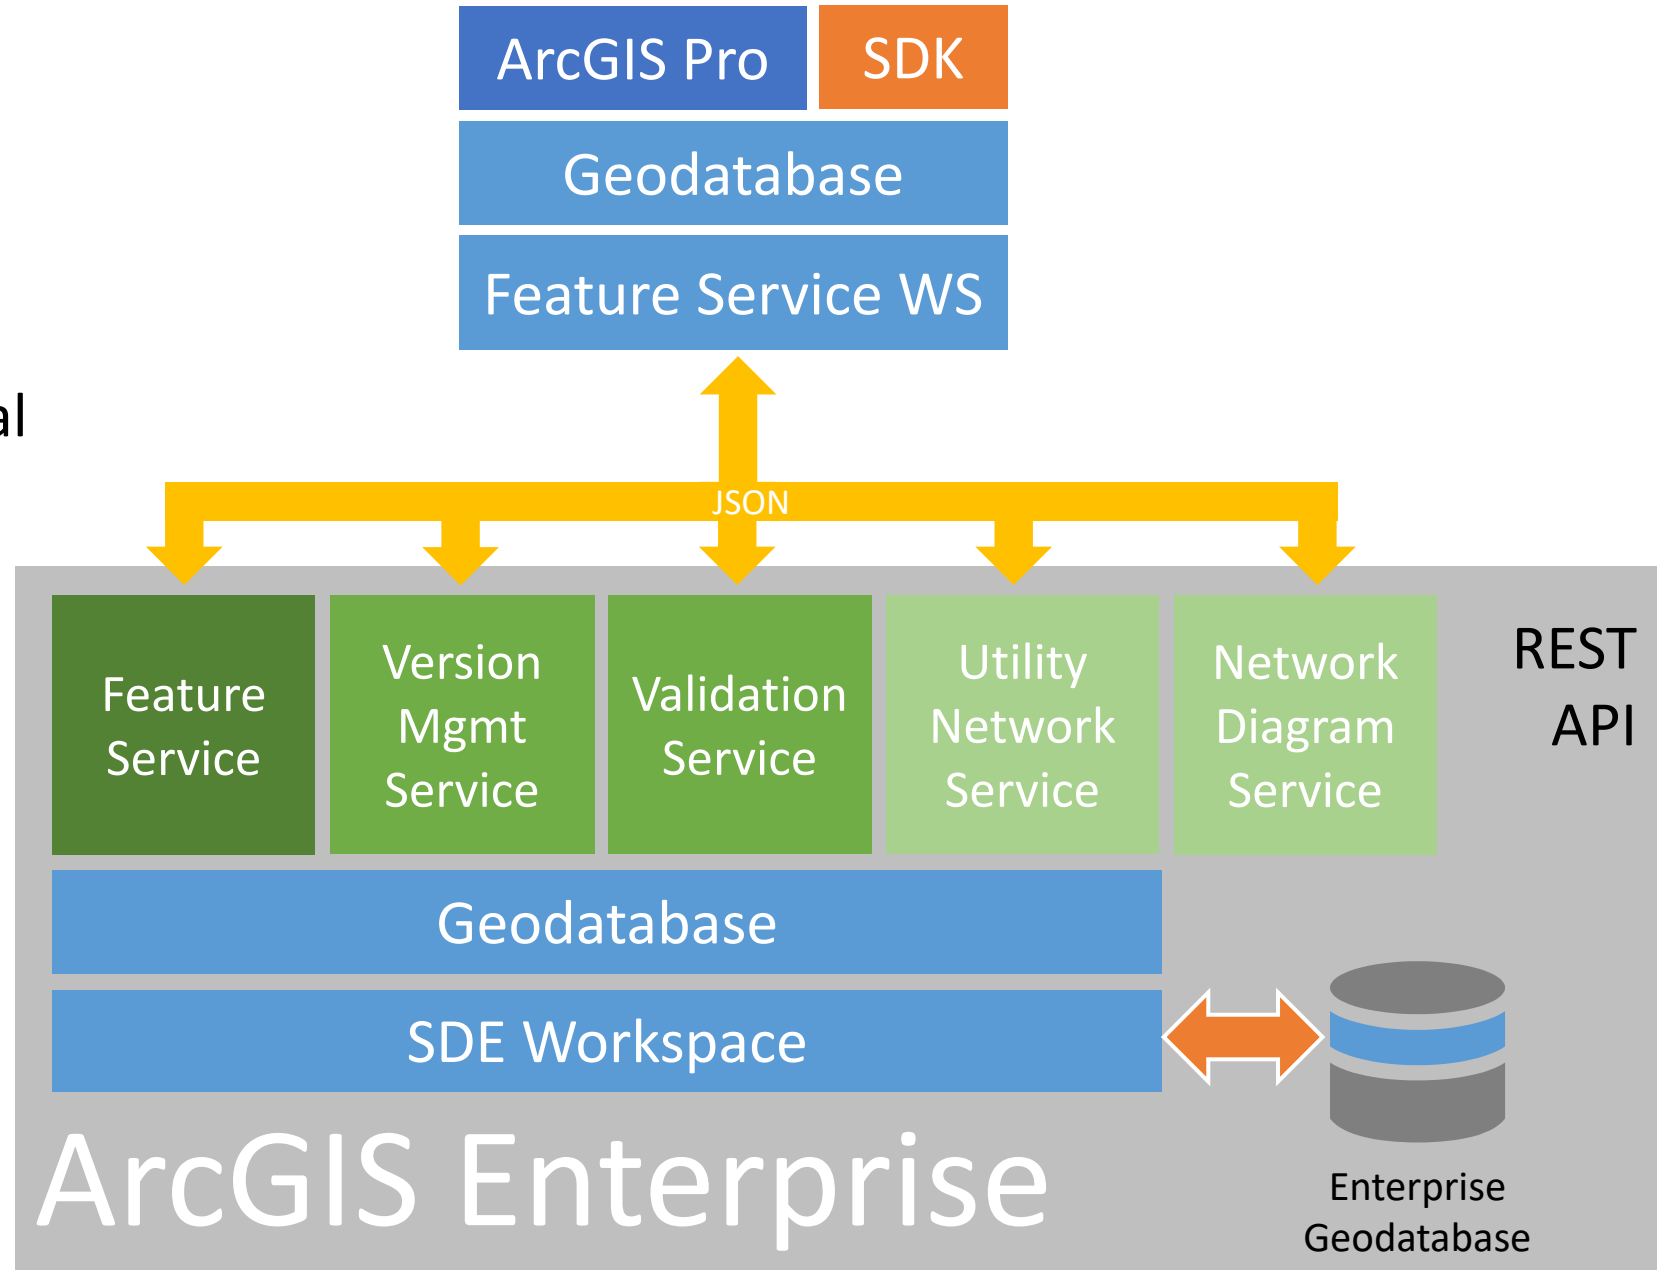 ArcGIS Pro
SDK
Geodatabase
Feature Service WS
al
JSON
Feature
Service
Version
Mgmt
Service
Validation
Service
Utility
Network
Service
Network
Diagram
Service
REST
API
Geodatabase
SDE Workspace
ArcGIS Enterprise
Enterprise
Geodatabase